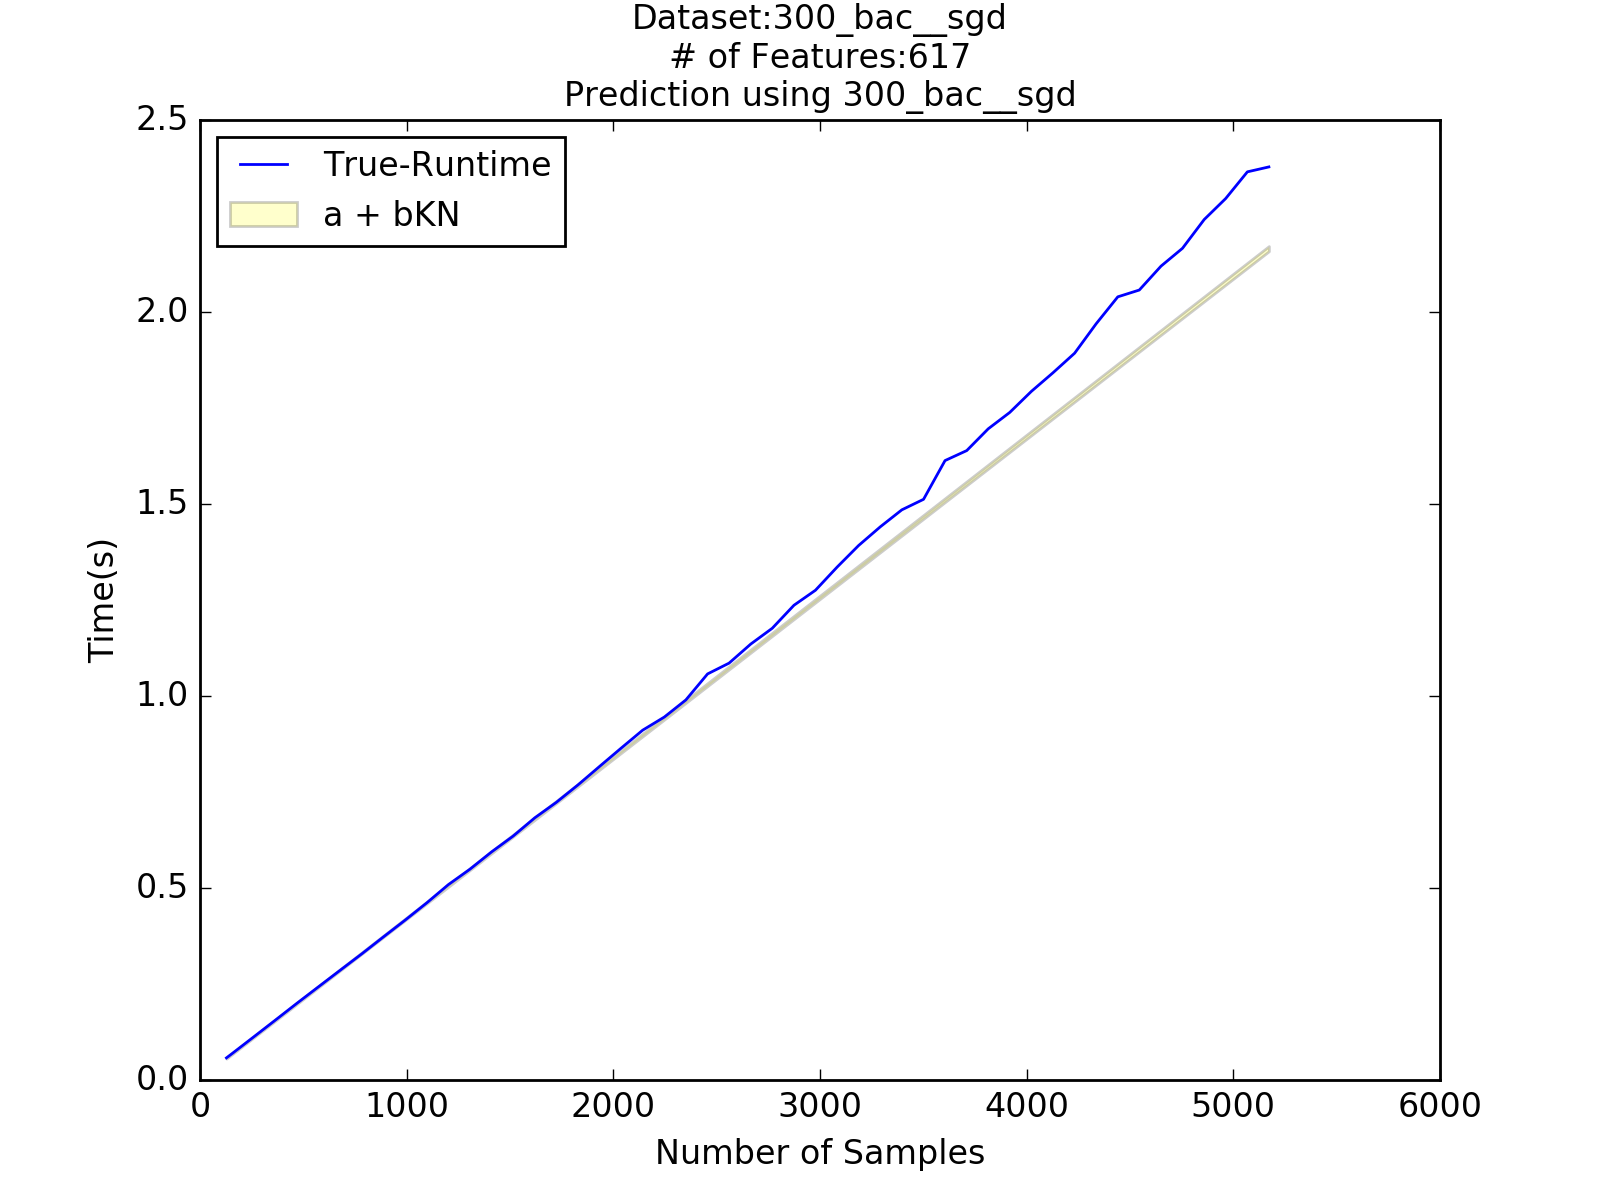 Dataset:300_bac__sgd
# of Features:617
Prediction using 300_bac__sgd
2.5
True-Runtime
a + bKN
2.0
1.5
Time(s)
1.0
0.5
0.0
0 1000 2000 3000 4000 5000 6000
Number of Samples